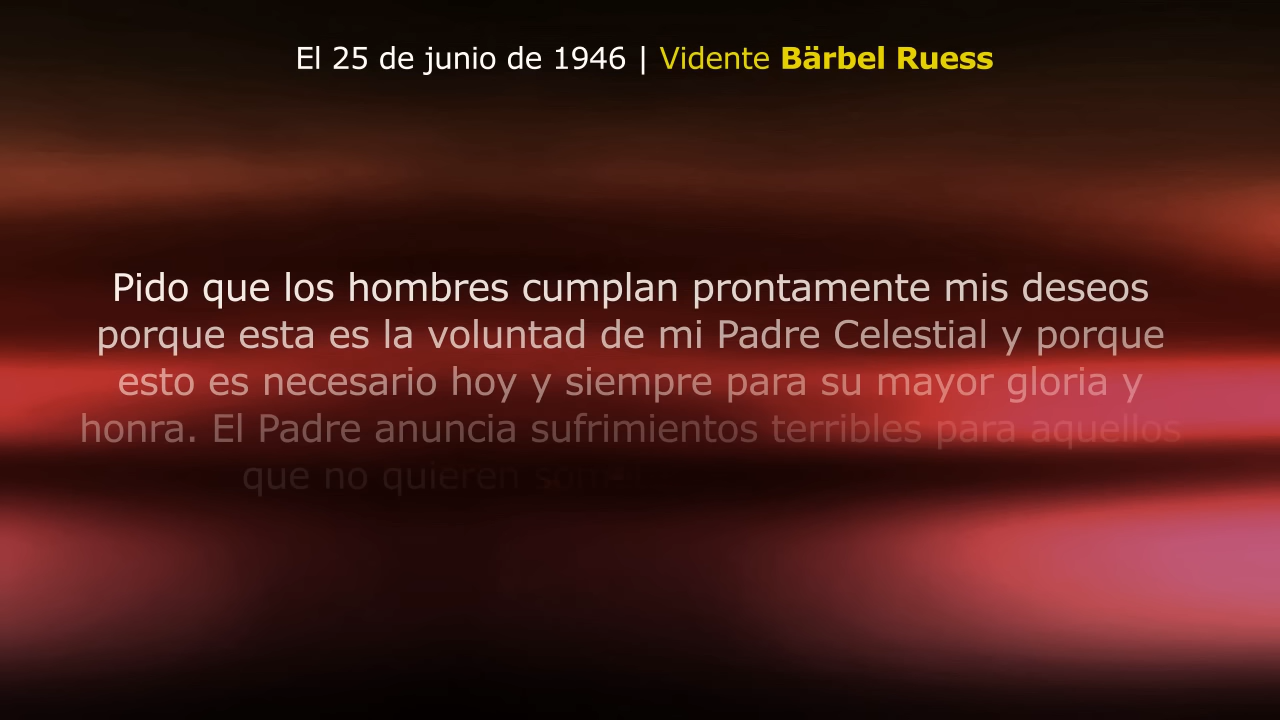 El 25 de junio de 1946 | Vidente Bärbel Ruess
Pido que los hombres cumplan prontamente mis deseos
porque esta es la voluntad de mi Padre Celestial y porque
esto es necesario hoy y siempre para su mayor gloria y
honra. El Padre anuncia sufrimientos terribles para aquellos
que no quieren